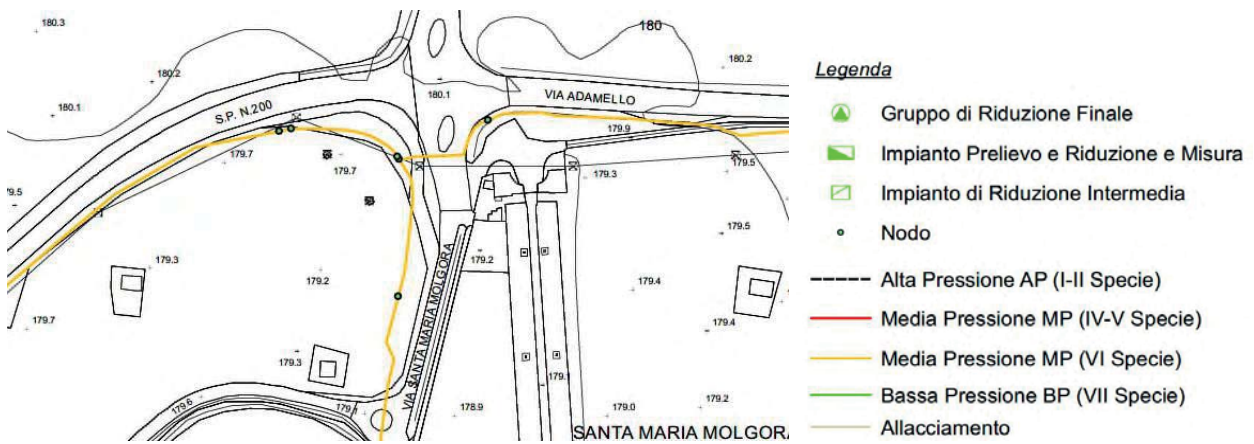 180.3
180
180.2
180.2
180.1
180.1
VIA ADAMELLO
S.P. N.200
179.9
179.7
179.7
179.5
179.3
179.5
179.5
179.3
179.2
179.2
179.4
179.7
179.4
VIA SANTA MARIA MOLGORA
179.3
179.1
179.6
179.1
178.9
179.0
179.2
SANTA MARIA MOLGORA
Legenda
Gruppo di Riduzione Finale
Impianto Prelievo e Riduzione e Misura
Impianto di Riduzione Intermedia
Nodo
Alta Pressione AP (I-II Specie)
Media Pressione MP (IV-V Specie)
Media Pressione MP (VI Specie)
Bassa Pressione BP (VII Specie)
Allacciamento